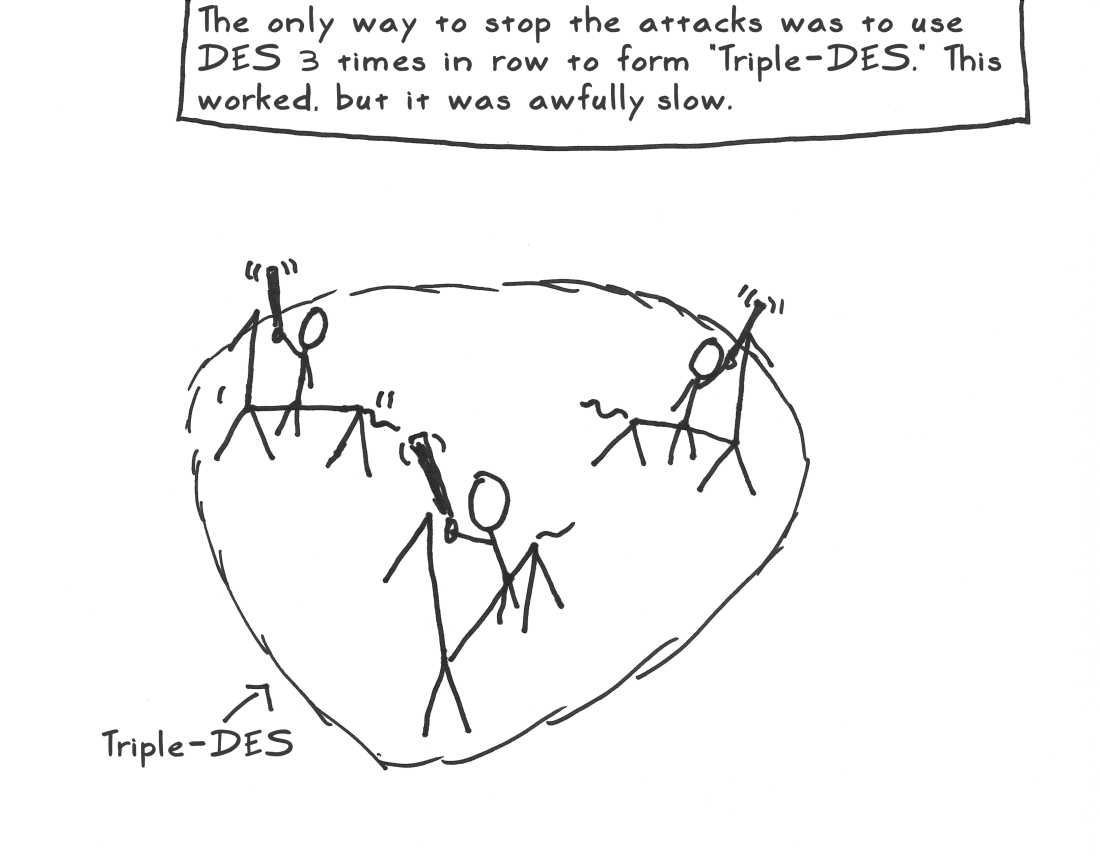 The only way to stop the attacks was to use
DES 3 times in row to form "Triple-DES." This
worked, but it was awfully slow.
Triple-DES